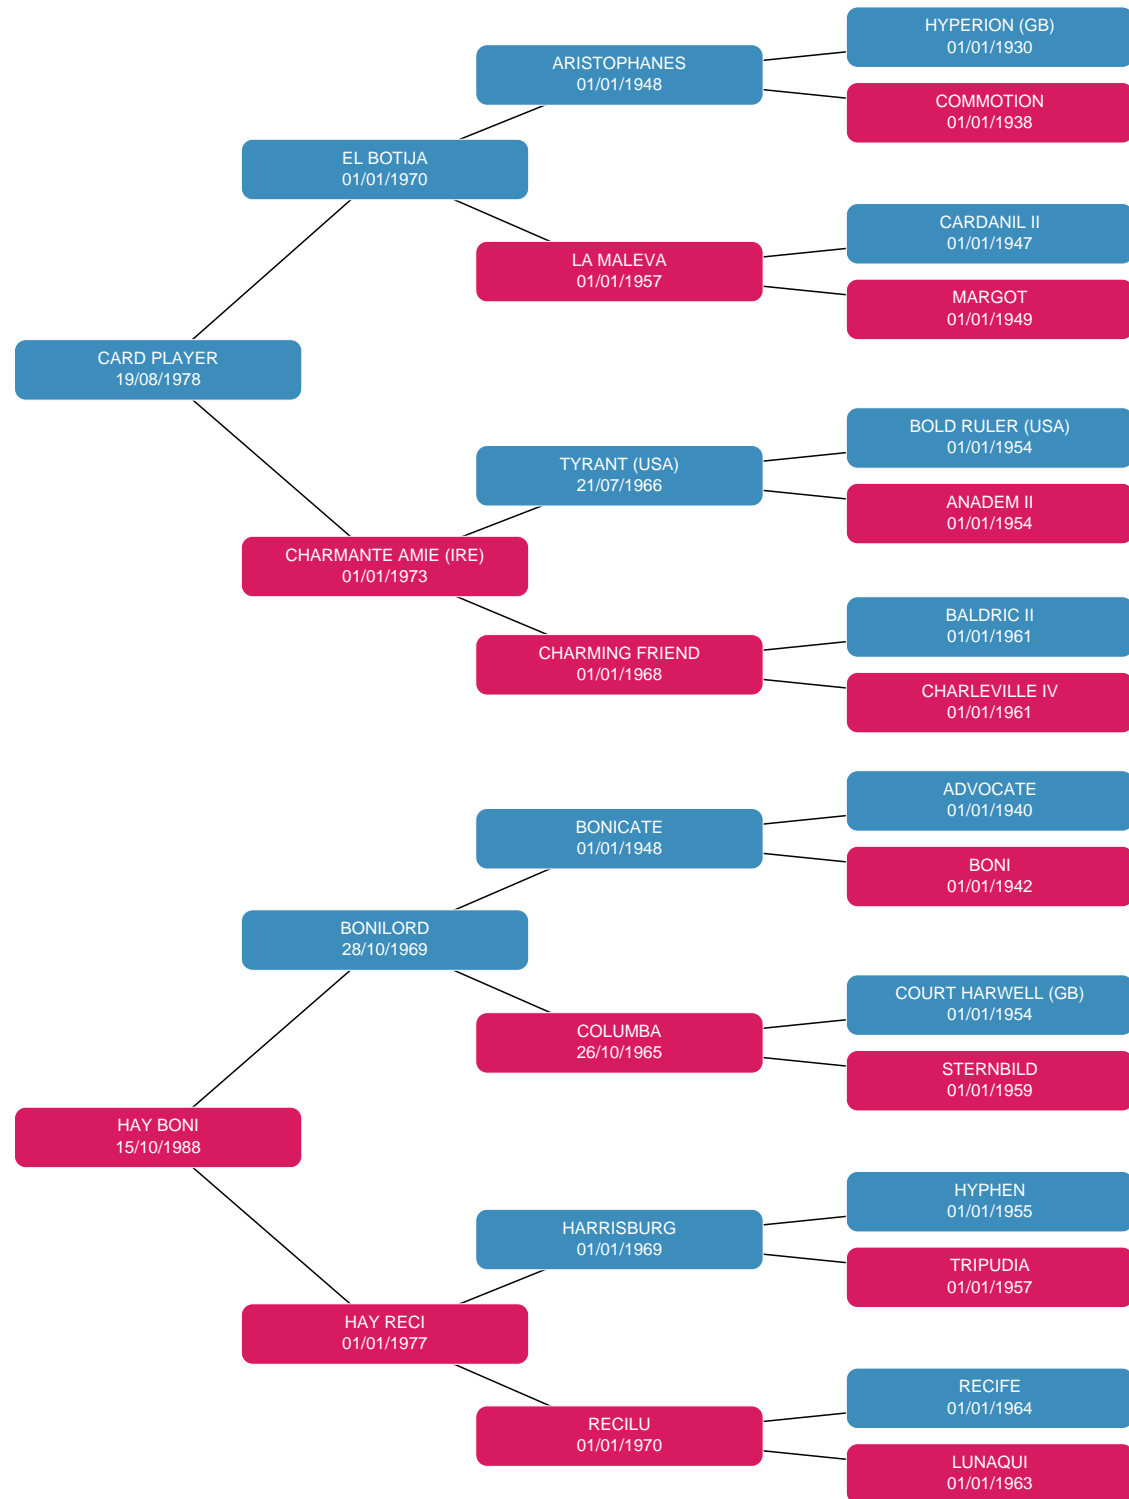 HYPERION (GB)
01/01/1930
ARISTOPHANES
01/01/1948
COMMOTION
01/01/1938
EL BOTIJA
01/01/1970
CARDANIL II
01/01/1947
LA MALEVA
01/01/1957
MARGOT
01/01/1949
CARD PLAYER
19/08/1978
BOLD RULER (USA)
01/01/1954
TYRANT (USA)
21/07/1966
ANADEM II
01/01/1954
CHARMANTE AMIE (IRE)
01/01/1973
BALDRIC II
01/01/1961
CHARMING FRIEND
01/01/1968
CHARLEVILLE IV
01/01/1961
ADVOCATE
01/01/1940
BONICATE
01/01/1948
BONI
01/01/1942
BONILORD
28/10/1969
COURT HARWELL (GB)
01/01/1954
COLUMBA
26/10/1965
STERNBILD
01/01/1959
HAY BONI
15/10/1988
HYPHEN
01/01/1955
HARRISBURG
01/01/1969
TRIPUDIA
01/01/1957
HAY RECI
01/01/1977
RECIFE
01/01/1964
RECILU
01/01/1970
LUNAQUI
01/01/1963